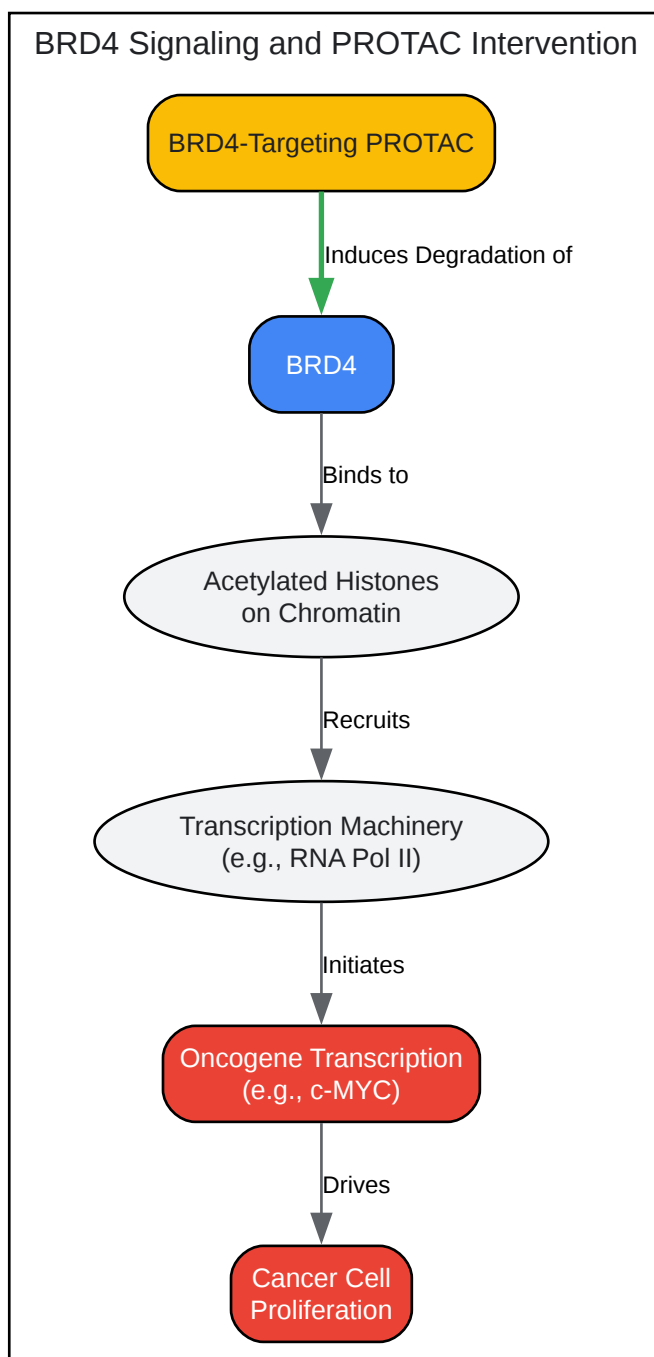 BRD4 Signaling and PROTAC Intervention
BRD4-Targeting PROTAC
Induces Degradation of
BRD4
Binds to
Acetylated Histones
on Chromatin
Recruits
Transcription Machinery
(e.g., RNA Pol II)
Initiates
Oncogene Transcription
(e.g., c-MYC)
Drives
Cancer Cell
Proliferation